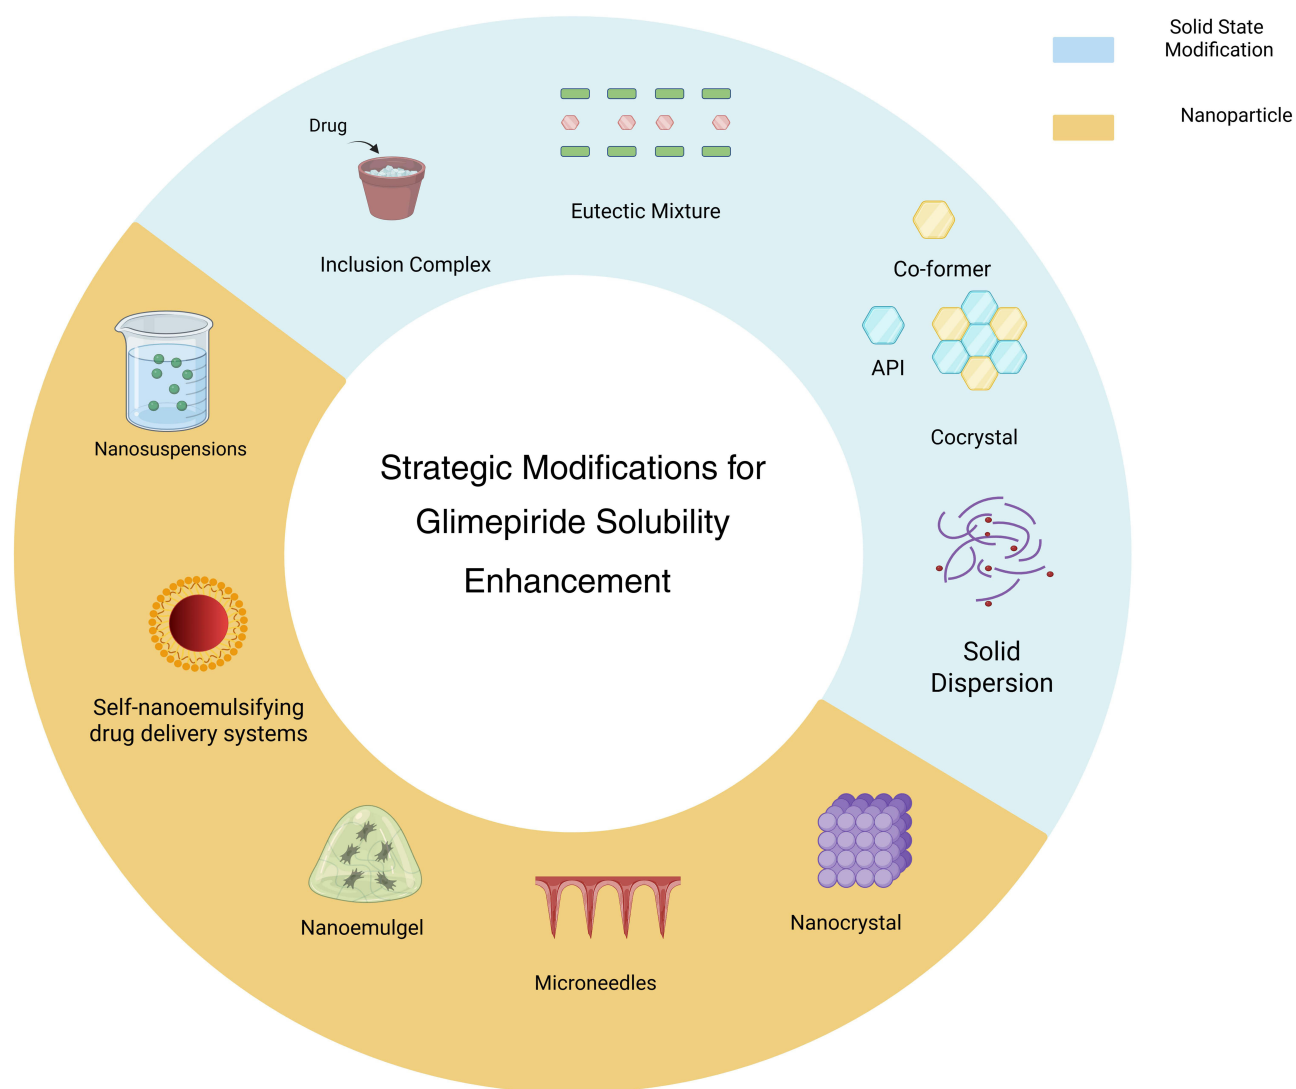 Solid State
Modification
Nanoparticle
Drug
Inclusion Complex
Eutectic Mixture
Co-former
API
Cocrystal
Solid
Dispersion
Nanocrystal
Microneedles
Nanoemulgel
Self-nanoemulsifying
drug delivery systems
Nanosuspensions
Strategic Modifications for
Glimepiride Solubility
Enhancement